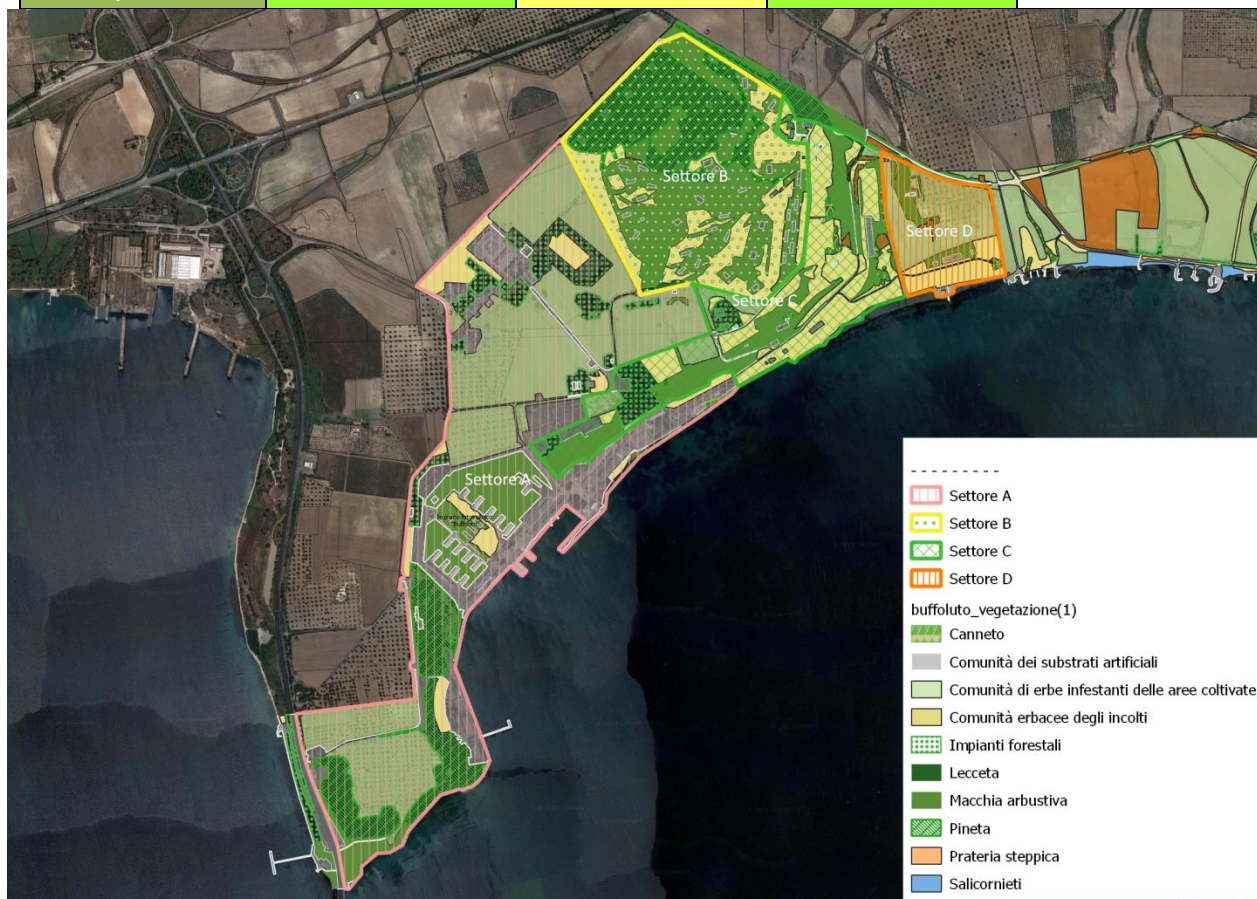 Settore B
Settore D
Settore C
Settore A
- - - - - - - - -
Settore A
Settore B
Settore C
Settore D
buffoluto_vegetazione(1)
Canneto
Comunità dei substrati artificiali
Comunità di erbe infestanti delle aree coltivate
Comunità erbacee degli incolti
Impianti forestali
Lecceta
Macchia arbustiva
Pineta
Prateria steppica
Salicornieti